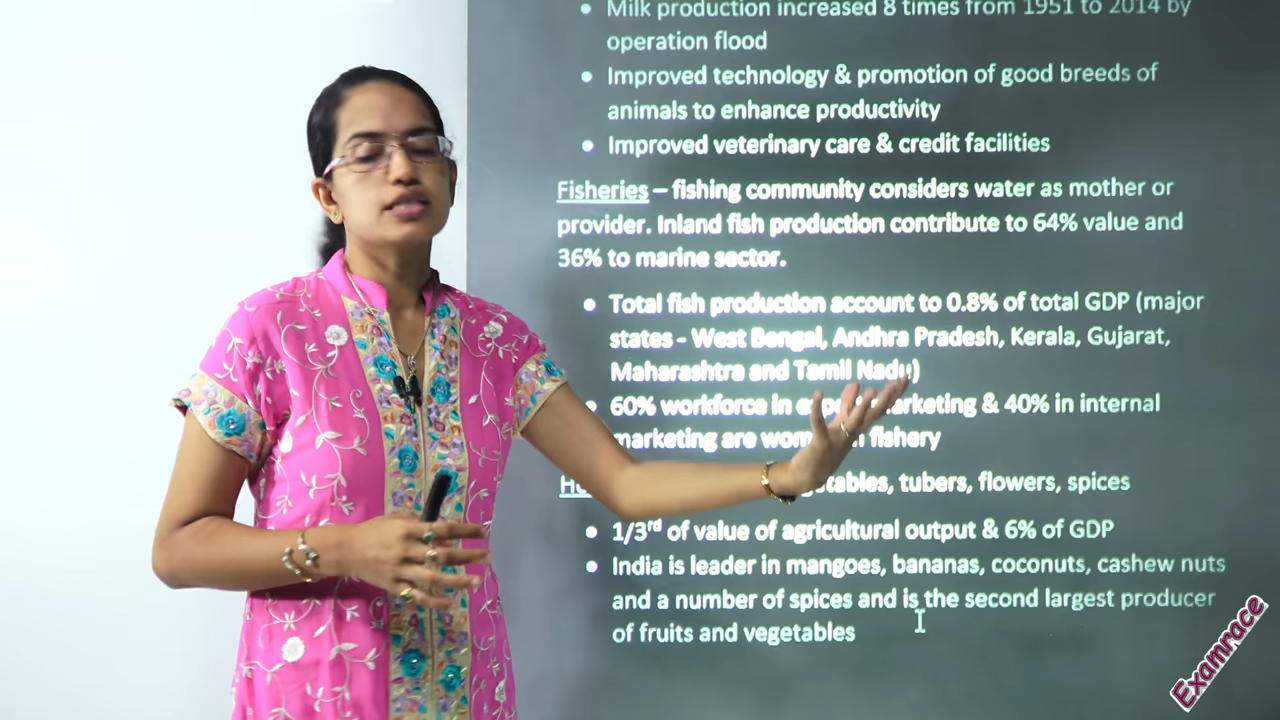 Milk production increased 8 times from 1951 to 2014 by
operation flood
Improved technology & promotion of good breeds of
animals to enhance productivity
Improved veterinary care & credit facilities
Fisheries – fishing community considers water as mother or
provider. Inland fish production contribute to 64% value and
36% to marine sector.
Total fish production account to 0.8% of total GDP (major
states - West Bengal, Andhra Pradesh, Kerala, Gujarat,
Maharashtra and Tamil Nadu)
60% workforce in marketing & 40% in internal
marketing are fishery
tubers, flowers, spices
1/3rd of value of agricultural output & 6% of GDP
India is leader in mangoes, bananas, coconuts, cashew nuts
and a number of spices and is the second largest producer
of fruits and vegetables
Examrace